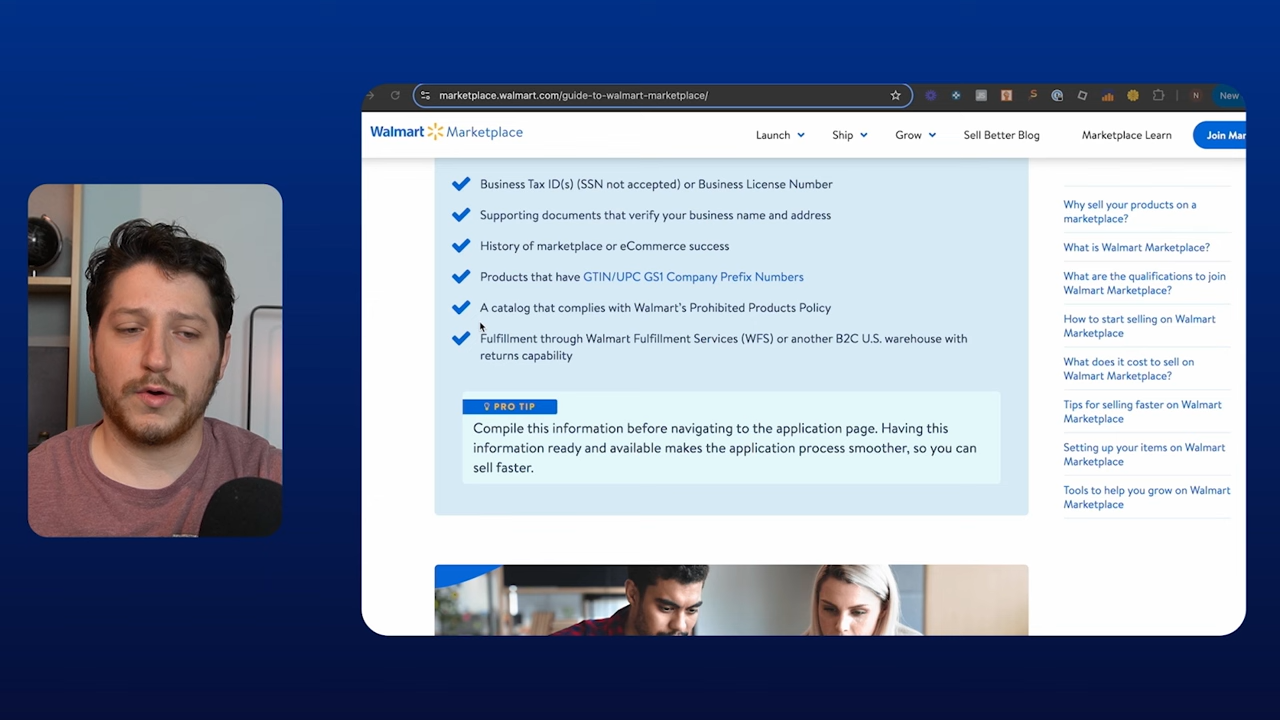 marketplace.walmart.com/guide-to-walmart-marketplace/
N
New
Walmart Marketplace
Launch
Ship
Grow
Sell Better Blog
Marketplace Learn
Join Mar
Business Tax ID(s) (SSN not accepted) or Business License Number
Supporting documents that verify your business name and address
History of marketplace or eCommerce success
Products that have GTIN/UPC GS1 Company Prefix Numbers
A catalog that complies with Walmart's Prohibited Products Policy
Fulfillment through Walmart Fulfillment Services (WFS) or another B2C U.S. warehouse with
returns capability
PRO TIP
Compile this information before navigating to the application page. Having this
information ready and available makes the application process smoother, so you can
sell faster.
Why sell your products on a
marketplace?
What is Walmart Marketplace?
What are the qualifications to join
Walmart Marketplace?
How to start selling on Walmart
Marketplace
What does it cost to sell on
Walmart Marketplace?
Tips for selling faster on Walmart
Marketplace
Setting up your items on Walmart
Marketplace
Tools to help you grow on Walmart
Marketplace